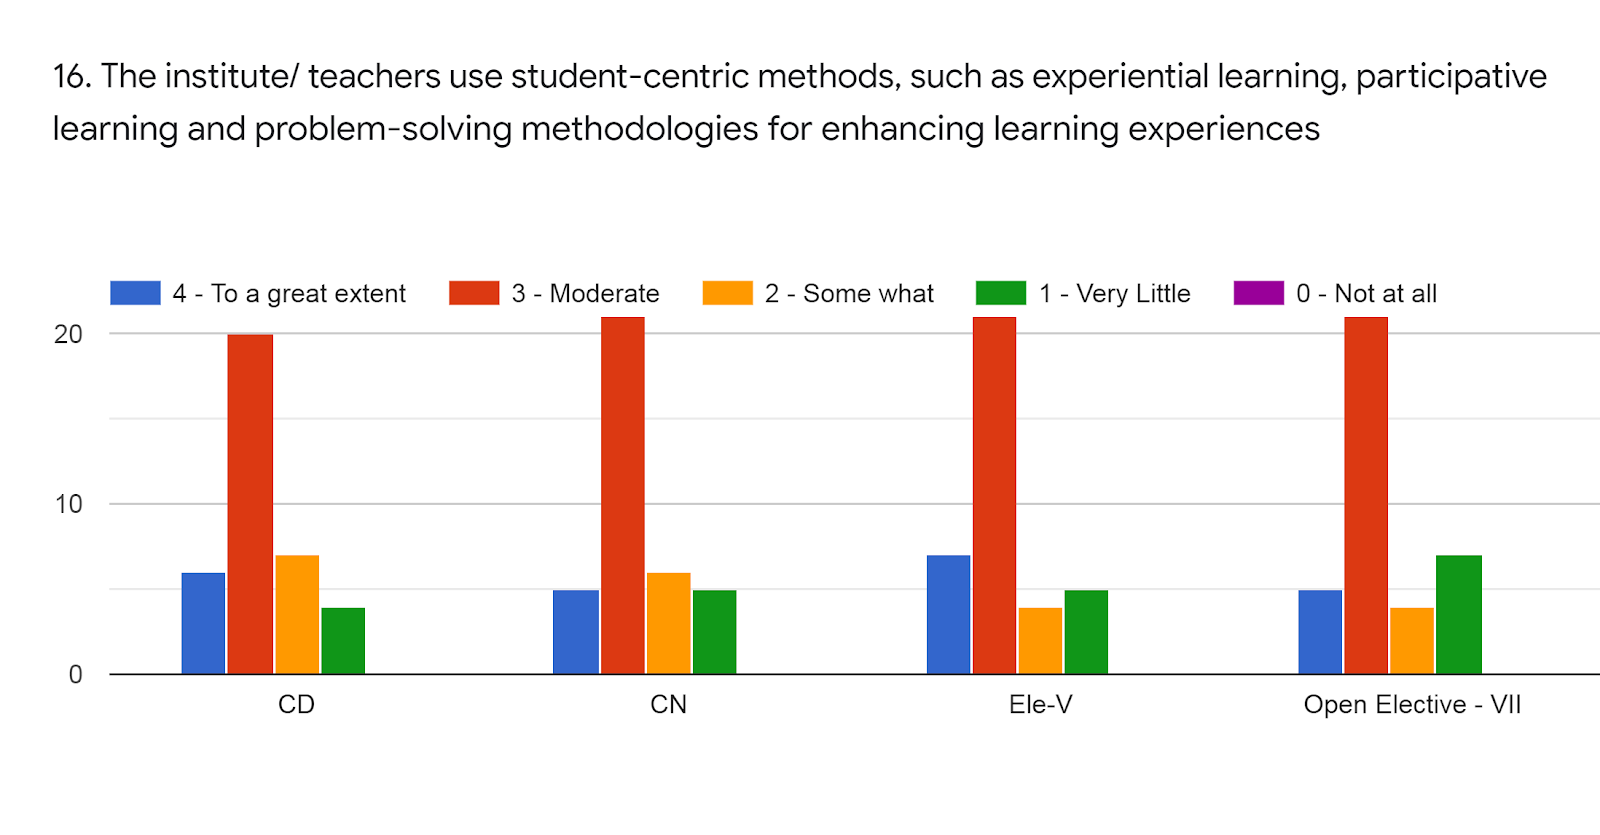 16. The institute/ teachers use student-centric methods, such as experiential learning, participative
learning and problem-solving methodologies for enhancing learning experiences
4 - To a great extent 3 - Moderate 2 - Some what 1 - Very Little 0 - Not at all
20
10
0
CD CN Ele-V Open Elective - VII